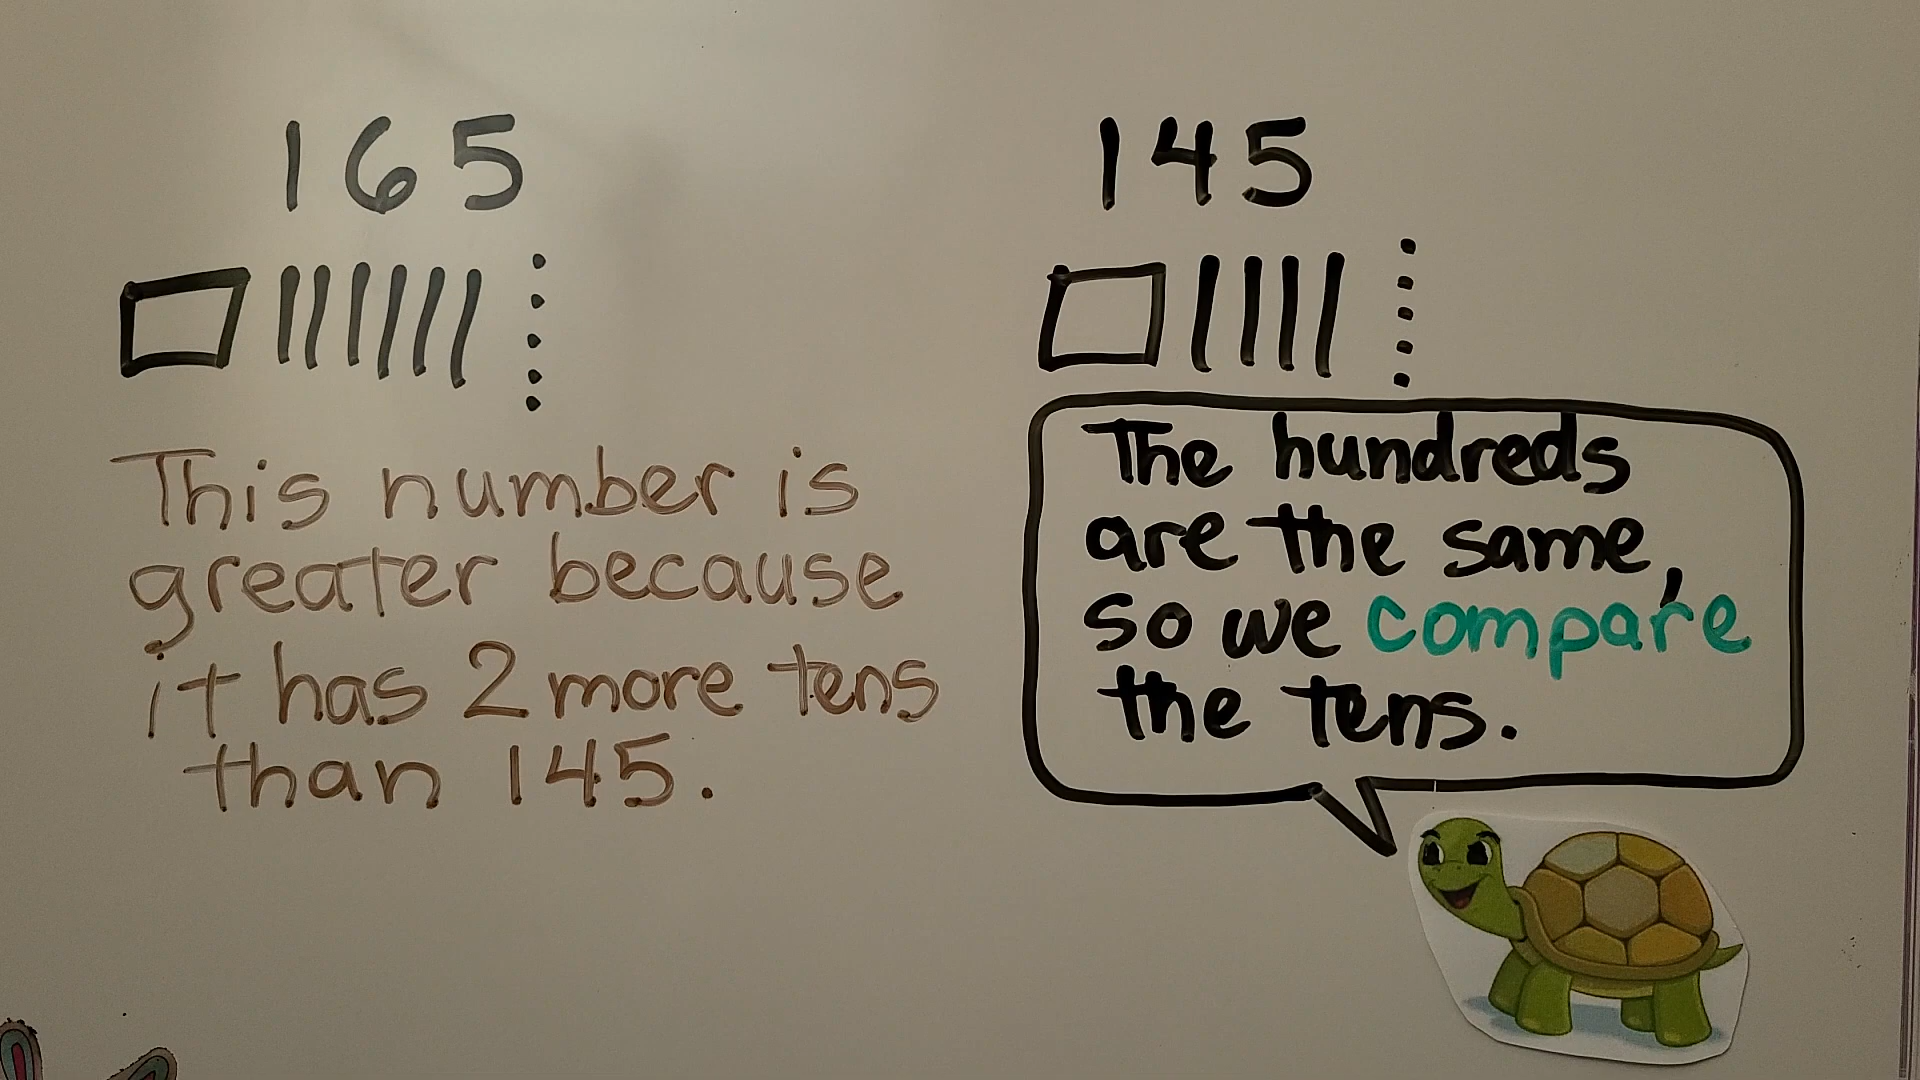 165
This number is
greater because
it has 2 more tens
than 145.
145
The hundreds
are the same,
so we compare
the tens.